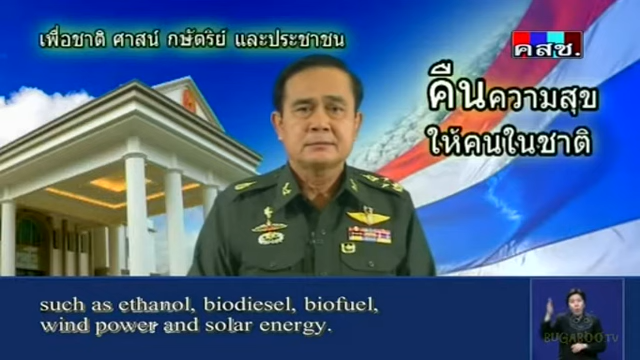 เพื่อชาติ ศาสน์ กษัตริย์ และประชาชน
คสช.
คืนความสุข
ให้คนในชาติ
such as ethanol, biodiesel, biofuel,
wind power and solar energy.
BUGABOO TV